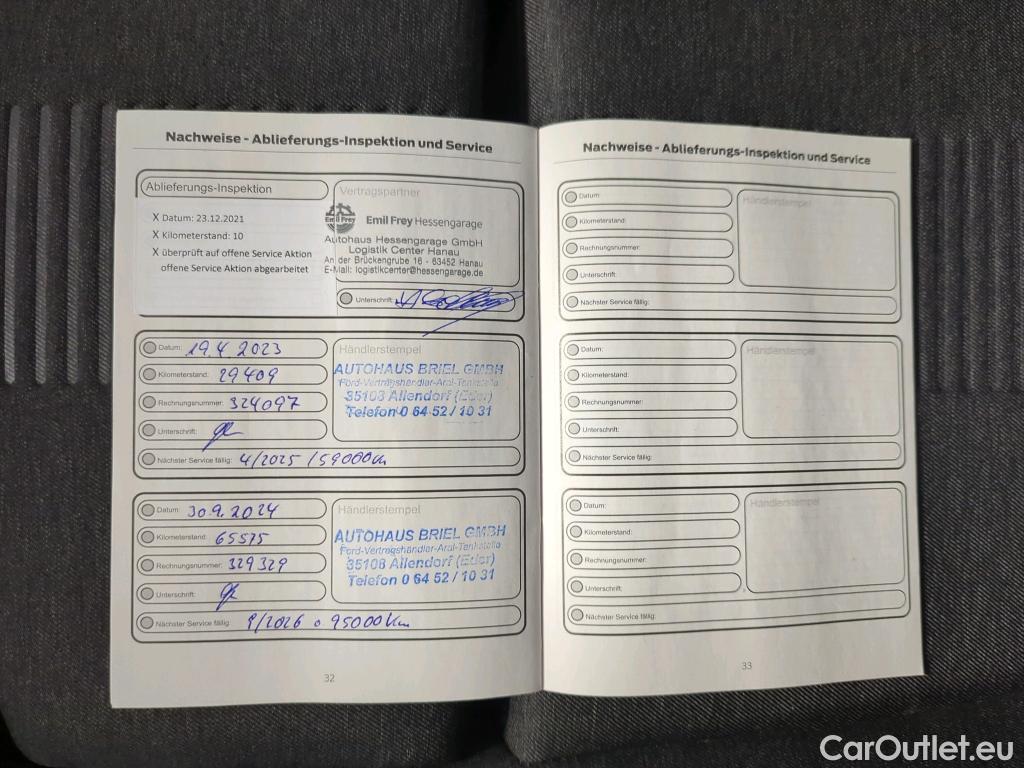 Nachweise - Ablieferungs-Inspektion und Service
Ablieferungs-Inspektion
X Datum: 23.12.2021
X Kilometerstand: 10
X überprüft auf offene Service Aktion
offene Service Aktion abgearbeitet
Vertragspartner
Emil Frey
Emil Frey Hessengarage
Autohaus Hessengarage GmbH
Logistik Center Hanau
An der Brückengrube 16 - 63452 Hanau
E-Mail: logistikcenter@hessengarage.de
Unterschrift:
Datum: 19.4.2023
Kilometerstand: 29409
Rechnungsnummer: 324097
Unterschrift:
Nächster Service fällig: 4/2025 / 59000 km
Händlerstempel
AUTOHAUS BRIEL GMBH
Ford-Vertragshändler-Aral-Tankstelle
35108 Allendorf (Eder)
Telefon 0 64 52 / 10 31
Datum: 30.9.2024
Kilometerstand: 65575
Rechnungsnummer: 329329
Unterschrift:
Nächster Service fällig: 9/2026 o 95000 km
Händlerstempel
AUTOHAUS BRIEL GMBH
Ford-Vertragshändler-Aral-Tankstelle
35108 Allendorf (Eder)
Telefon 0 64 52 / 10 31
32
Nachweise - Ablieferungs-Inspektion und Service
Datum:
Kilometerstand:
Rechnungsnummer:
Unterschrift:
Nächster Service fällig:
Händlerstempel
Datum:
Kilometerstand:
Rechnungsnummer:
Unterschrift:
Nächster Service fällig:
Händlerstempel
Datum:
Kilometerstand:
Rechnungsnummer:
Unterschrift:
Nächster Service fällig:
Händlerstempel
33
CarOutlet.eu